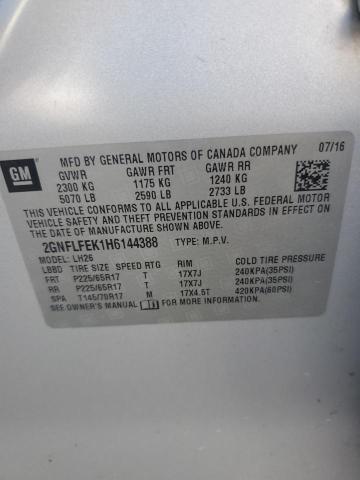 GM
MFD BY GENERAL MOTORS OF CANADA COMPANY 07/16
GVWR GAWR FRT GAWR RR
2300 KG 1175 KG 1240 KG
5070 LB 2590 LB 2733 LB
THIS VEHICLE CONFORMS TO ALL APPLICABLE U.S. FEDERAL
MOTOR VEHICLE SAFETY AND THEFT PREVENTION STANDARDS IN
EFFECT ON THE DATE OF MANUFACTURE SHOWN ABOVE.
2GNFLFEK1H6144388 TYPE: M.P.V.
MODEL: LH26
LBBD TIRE SIZE SPEED RTG RIM COLD TIRE PRESSURE
FRT P225/65R17 T 17X7J 240KPA(35PSI)
RR P225/65R17 T 17X7J 240KPA(35PSI)
SPA T145/70R17 M 17X4.5T 420KPA(60PSI)
SEE OWNER'S MANUAL FOR MORE INFORMATION.